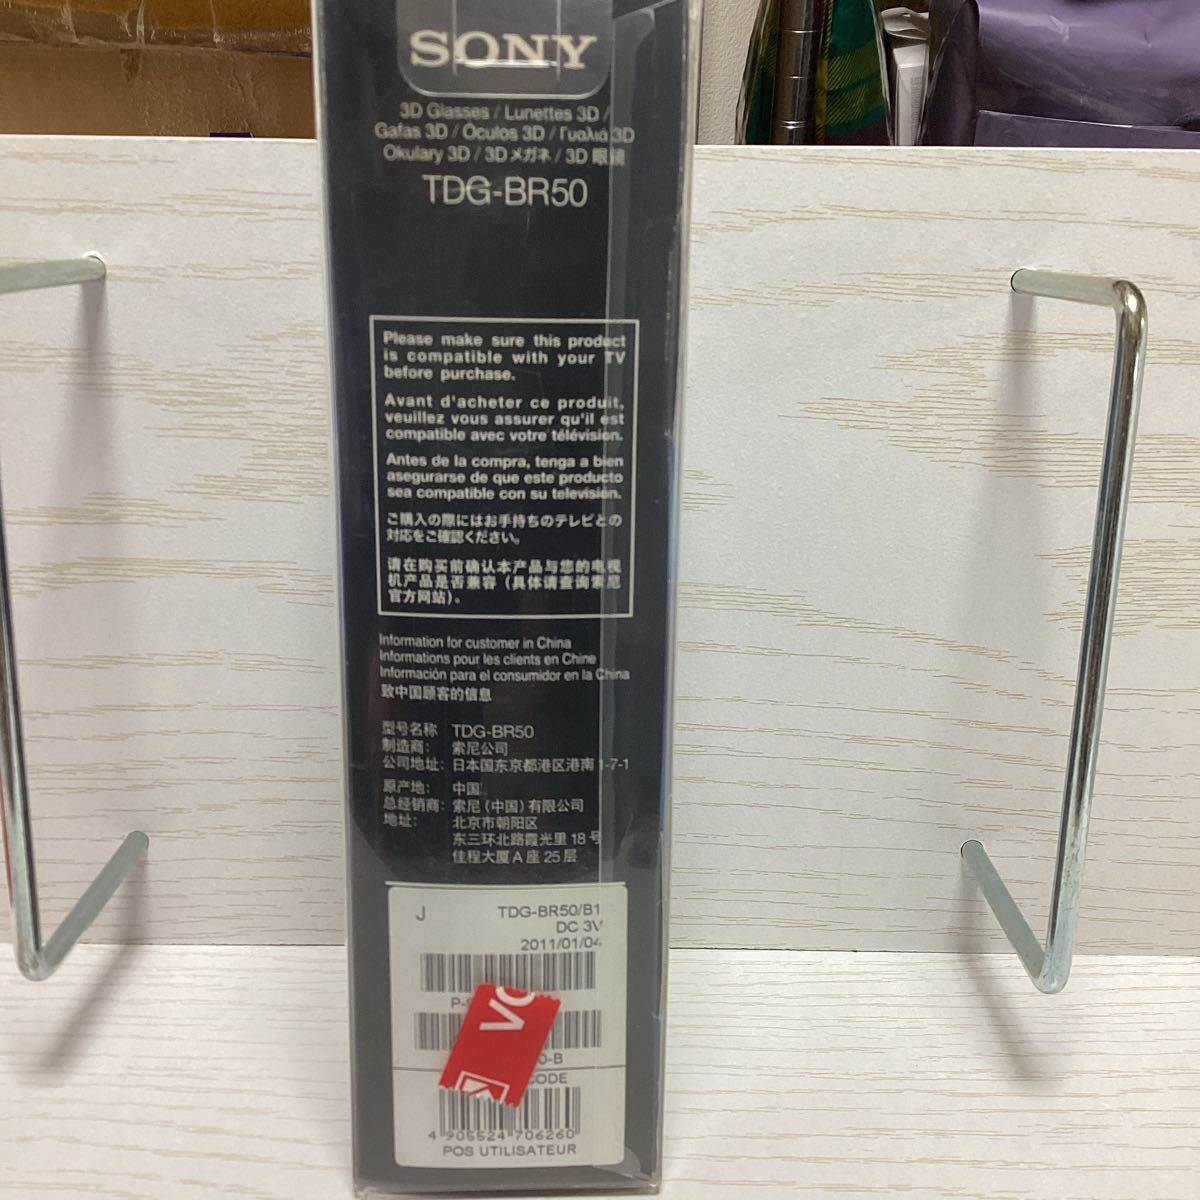 SONY
3D Glasses / Lunettes 3D /
Gafas 3D / Óculos 3D / Γυαλιά 3D
Okulary 3D / 3D メガネ / 3D 眼鏡
TDG-BR50
Please make sure this product
is compatible with your TV
before purchase.
Avant d'acheter ce produit,
veuillez vous assurer qu'il est
compatible avec votre télévision.
Antes de la compra, tenga a bien
asegurarse de que este producto
sea compatible con su televisión.
ご購入の際にはお手持ちのテレビとの
対応をご確認ください。
请在购买前确认本产品与您的电视
机产品是否兼容（具体请查询索尼
官方网站）。
Information for customer in China
Informations pour les clients en Chine
Información para el consumidor en la China
致中国顾客的信息
型号名称 TDG-BR50
制造商： 索尼公司
公司地址： 日本国东京都港区港南 1-7-1
原产地： 中国
总经销商： 索尼（中国）有限公司
地址： 北京市朝阳区
东三环北路霞光里 18 号
佳程大厦 A 座 25 层
J TDG-BR50/B1
DC 3V
2011/01/04
VO
0-B
CODE
4 905524 706260
POS UTILISATEUR